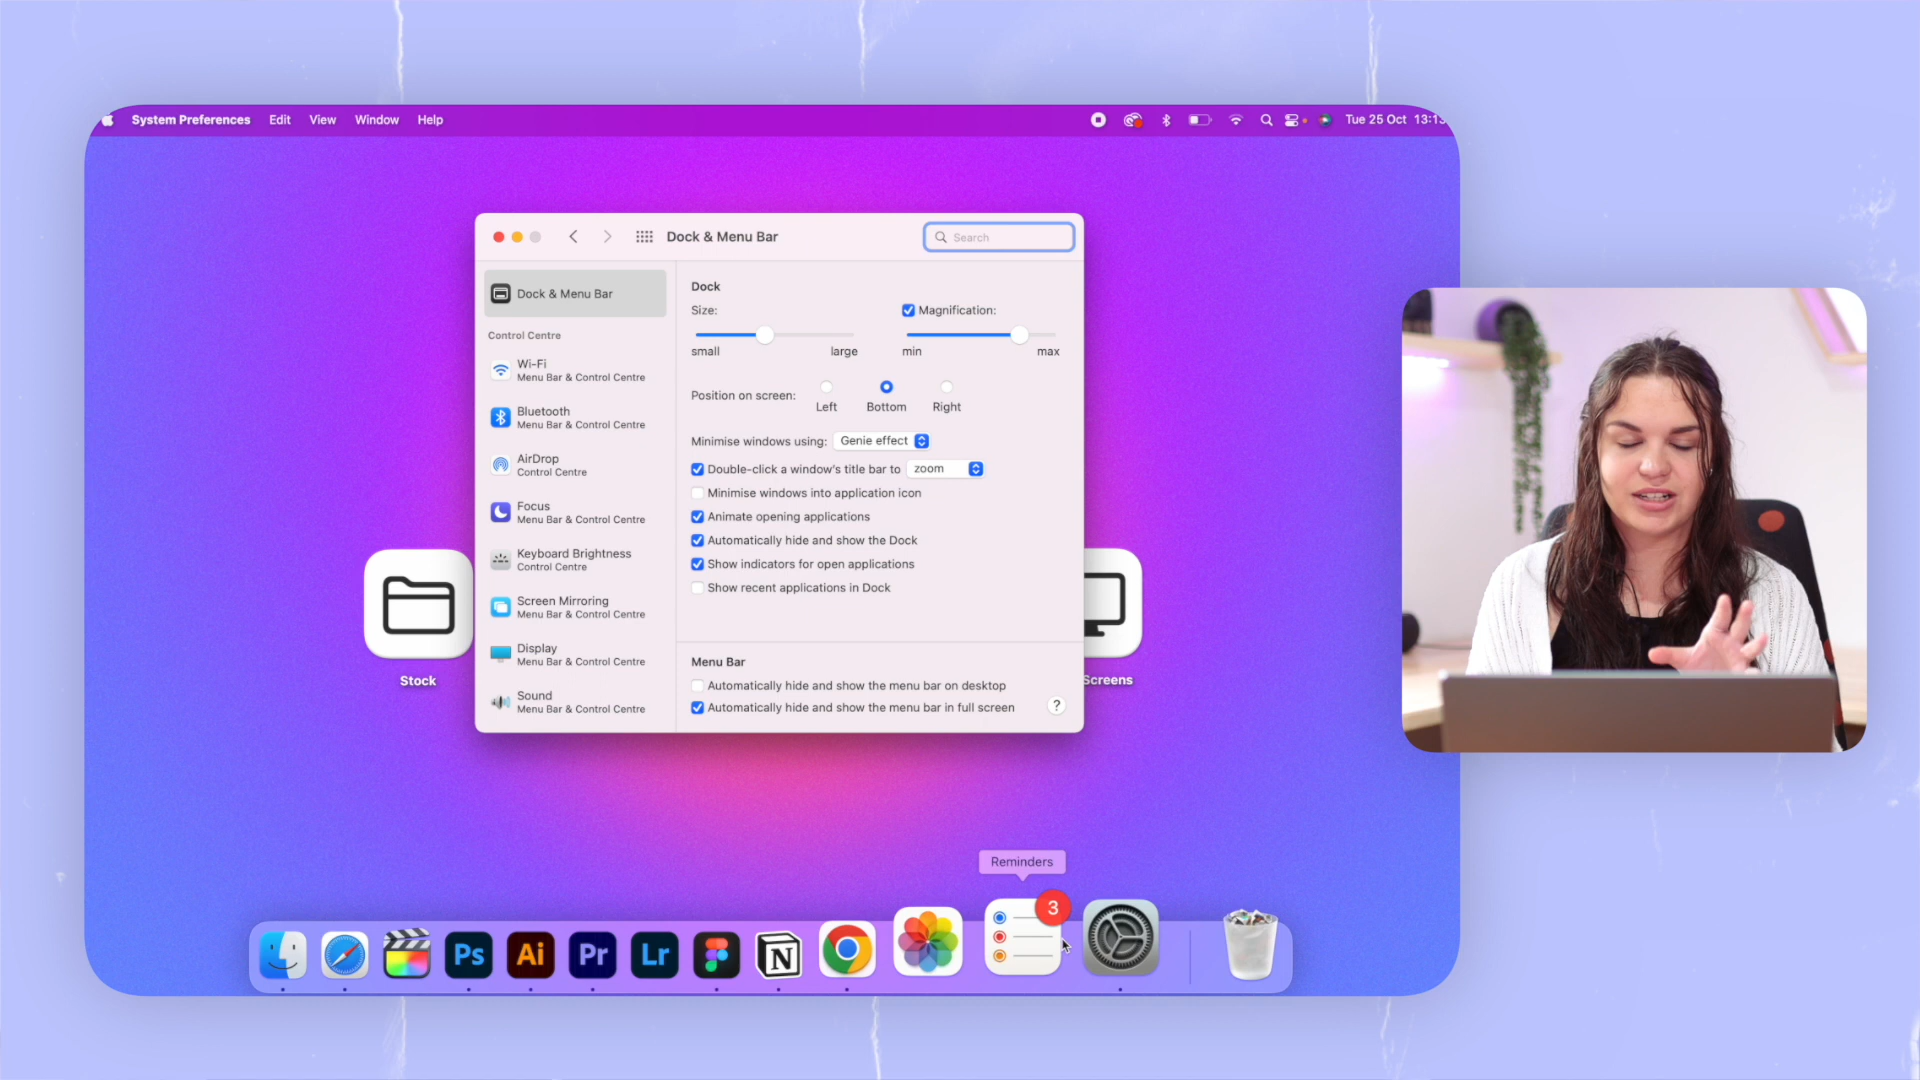 System Preferences Edit View Window Help
Tue 25 Oct 13:13
Dock & Menu Bar
Search
Dock & Menu Bar
Control Centre
Wi-Fi
Menu Bar & Control Centre
Bluetooth
Menu Bar & Control Centre
AirDrop
Control Centre
Focus
Menu Bar & Control Centre
Keyboard Brightness
Control Centre
Screen Mirroring
Menu Bar & Control Centre
Display
Menu Bar & Control Centre
Sound
Menu Bar & Control Centre
Dock
Size:
small large
Magnification:
min max
Position on screen:
Left Bottom Right
Minimise windows using: Genie effect
Double-click a window's title bar to zoom
Minimise windows into application icon
Animate opening applications
Automatically hide and show the Dock
Show indicators for open applications
Show recent applications in Dock
Menu Bar
Automatically hide and show the menu bar on desktop
Automatically hide and show the menu bar in full screen
?
Stock
Screens
Reminders
3
Ps Ai Pr Lr N